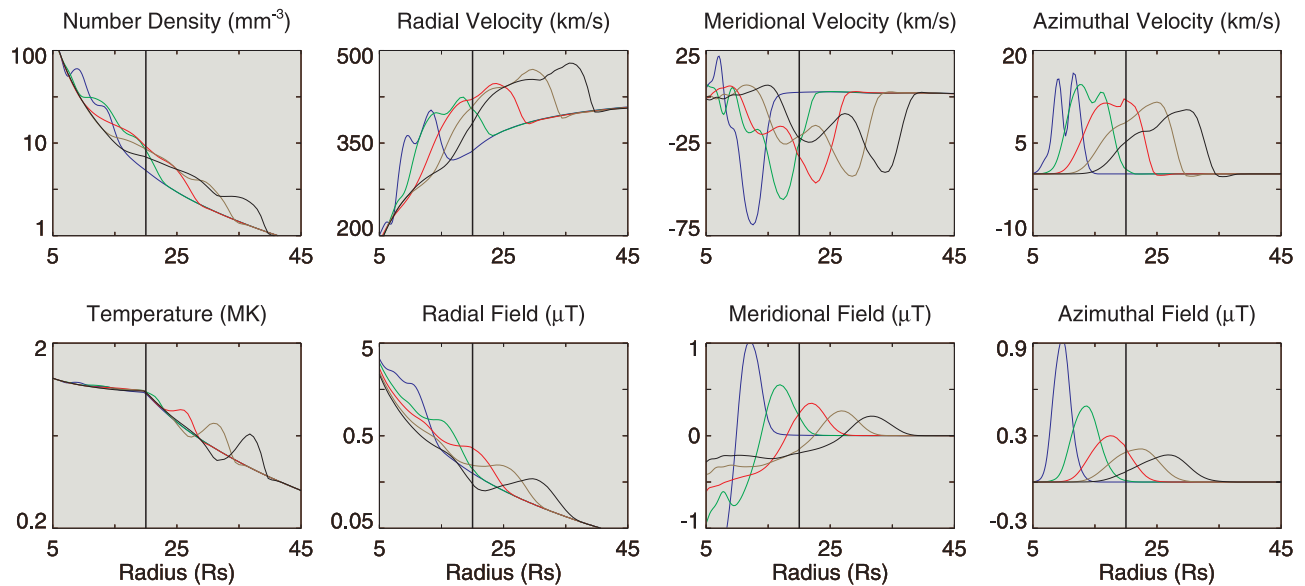 Number Density (mm⁻³)
Radial Velocity (km/s)
Meridional Velocity (km/s)
Azimuthal Velocity (km/s)
100
10
1
5 25 45
500
350
200
5 25 45
25
-25
-75
5 25 45
20
5
-10
5 25 45
Temperature (MK)
Radial Field (μT)
Meridional Field (μT)
Azimuthal Field (μT)
2
0.2
5 25 45
Radius (Rs)
5
0.5
0.05
5 25 45
Radius (Rs)
1
0
-1
5 25 45
Radius (Rs)
0.9
0.3
-0.3
5 25 45
Radius (Rs)